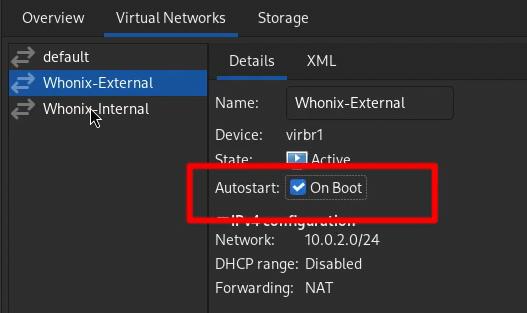 Overview Virtual Networks Storage
default
Whonix-External
Whonix-Internal
Details XML
Name: Whonix-External
Device: virbr1
State: Active
Autostart: On Boot
IPv4 configuration
Network: 10.0.2.0/24
DHCP range: Disabled
Forwarding: NAT